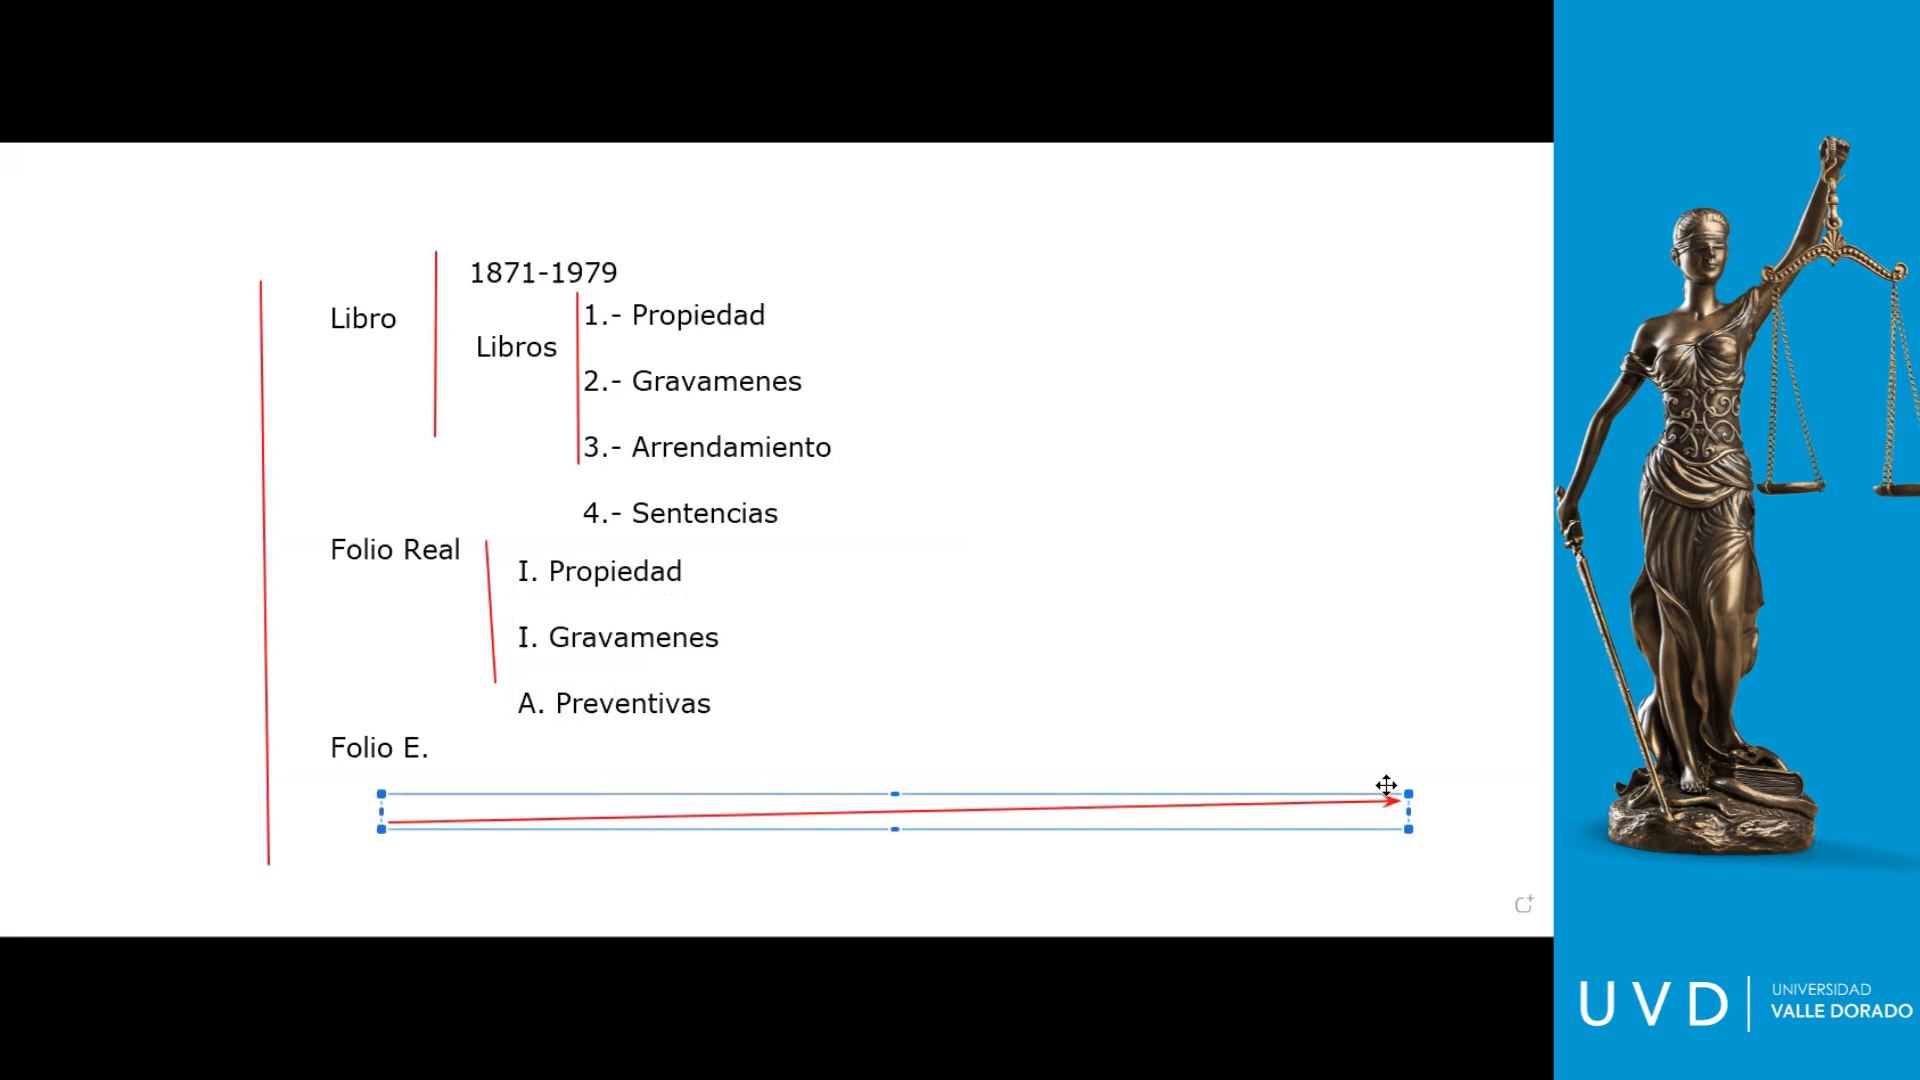 1871-1979
Libro
1.- Propiedad
Libros
2.- Gravamenes
3.- Arrendamiento
4.- Sentencias
Folio Real
I. Propiedad
I. Gravamenes
A. Preventivas
Folio E.
UVD
UNIVERSIDAD
VALLE DORADO